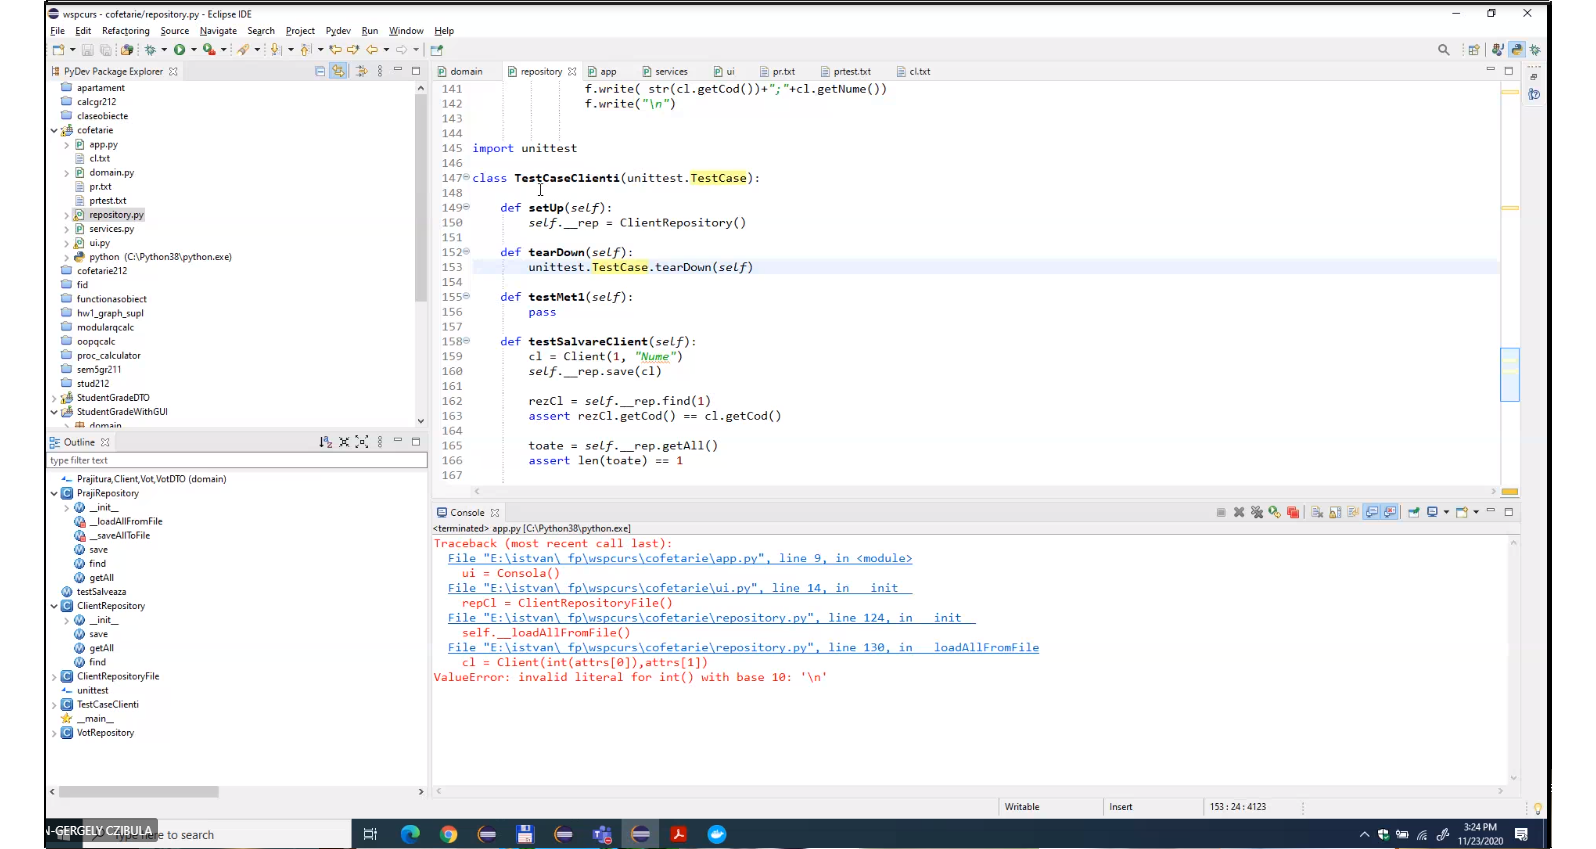 wspcurs - cofetarie/repository.py - Eclipse IDE
File Edit Refactoring Source Navigate Search Project Pydev Run Window Help
PyDev Package Explorer
domain repository app services ui pr.txt prtest.txt cl.txt
apartament
calcgr212
claseobiecte
cofetarie
app.py
cl.txt
domain.py
pr.txt
prtest.txt
repository.py
services.py
ui.py
python (C:\Python38\python.exe)
cofetarie212
fid
functionasobiect
hw1_graph_supl
modularqcalc
oopqcalc
proc_calculator
sem5gr211
stud212
StudentGradeDTO
StudentGradeWithGUI
domain
141 f.write( str(cl.getCod())+";"+cl.getNume())
142 f.write("\n")
143
144
145 import unittest
146
147 class TestCaseClienti(unittest.TestCase):
148
149 def setUp(self):
150 self.__rep = ClientRepository()
151
152 def tearDown(self):
153 unittest.TestCase.tearDown(self)
154
155 def testMet1(self):
156 pass
157
158 def testSalvareClient(self):
159 cl = Client(1, "Nume")
160 self.__rep.save(cl)
161
162 rezCl = self.__rep.find(1)
163 assert rezCl.getCod() == cl.getCod()
164
165 toate = self.__rep.getAll()
166 assert len(toate) == 1
167
Outline
type filter text
Prajitura,Client,Vot,VotDTO (domain)
PrajiRepository
__init__
__loadAllFromFile
__saveAllToFile
save
find
getAll
testSalveaza
ClientRepository
__init__
save
getAll
find
ClientRepositoryFile
unittest
TestCaseClienti
__main__
VotRepository
Console
<terminated> app.py [C:\Python38\python.exe]
Traceback (most recent call last):
File "E:\istvan\_fp\wspcurs\cofetarie\app.py", line 9, in <module>
ui = Consola()
File "E:\istvan\_fp\wspcurs\cofetarie\ui.py", line 14, in __init__
repCl = ClientRepositoryFile()
File "E:\istvan\_fp\wspcurs\cofetarie\repository.py", line 124, in __init__
self.__loadAllFromFile()
File "E:\istvan\_fp\wspcurs\cofetarie\repository.py", line 130, in __loadAllFromFile
cl = Client(int(attrs[0]),attrs[1])
ValueError: invalid literal for int() with base 10: '\n'
Writable Insert 153 : 24 : 4123
N-GERGELY CZIBULA
here to search
3:24 PM
11/23/2020